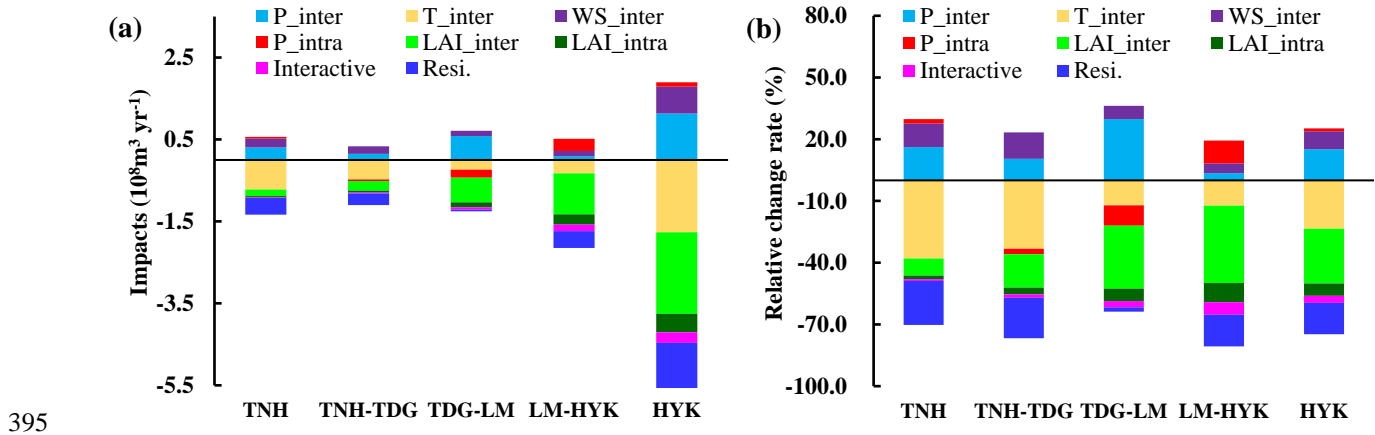 (a)
P_inter T_inter WS_inter
P_intra LAI_inter LAI_intra
Interactive Resi.
Impacts (10⁸m³ yr⁻¹)
2.5
0.5
-1.5
-3.5
-5.5
TNH TNH-TDG TDG-LM LM-HYK HYK
(b)
P_inter T_inter WS_inter
P_intra LAI_inter LAI_intra
Interactive Resi.
Relative change rate (%)
80.0
50.0
20.0
-10.0
-40.0
-70.0
-100.0
TNH TNH-TDG TDG-LM LM-HYK HYK
395